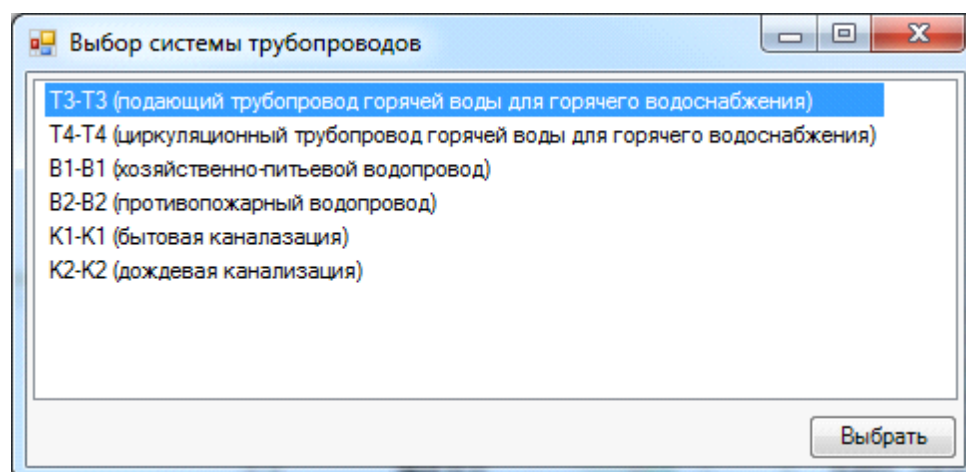 Выбор системы трубопроводов
Т3-Т3 (подающий трубопровод горячей воды для горячего водоснабжения)
Т4-Т4 (циркуляционный трубопровод горячей воды для горячего водоснабжения)
В1-В1 (хозяйственно-питьевой водопровод)
В2-В2 (противопожарный водопровод)
К1-К1 (бытовая каналазация)
К2-К2 (дождевая канализация)
Выбрать